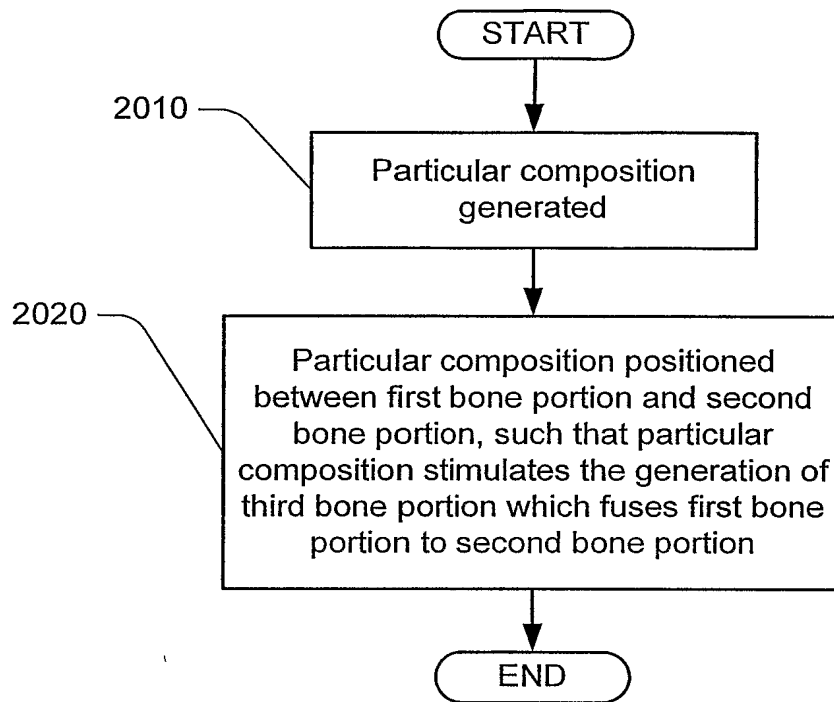 START
2010
Particular composition
generated
2020
Particular composition positioned
between first bone portion and second
bone portion, such that particular
composition stimulates the generation of
third bone portion which fuses first bone
portion to second bone portion
END